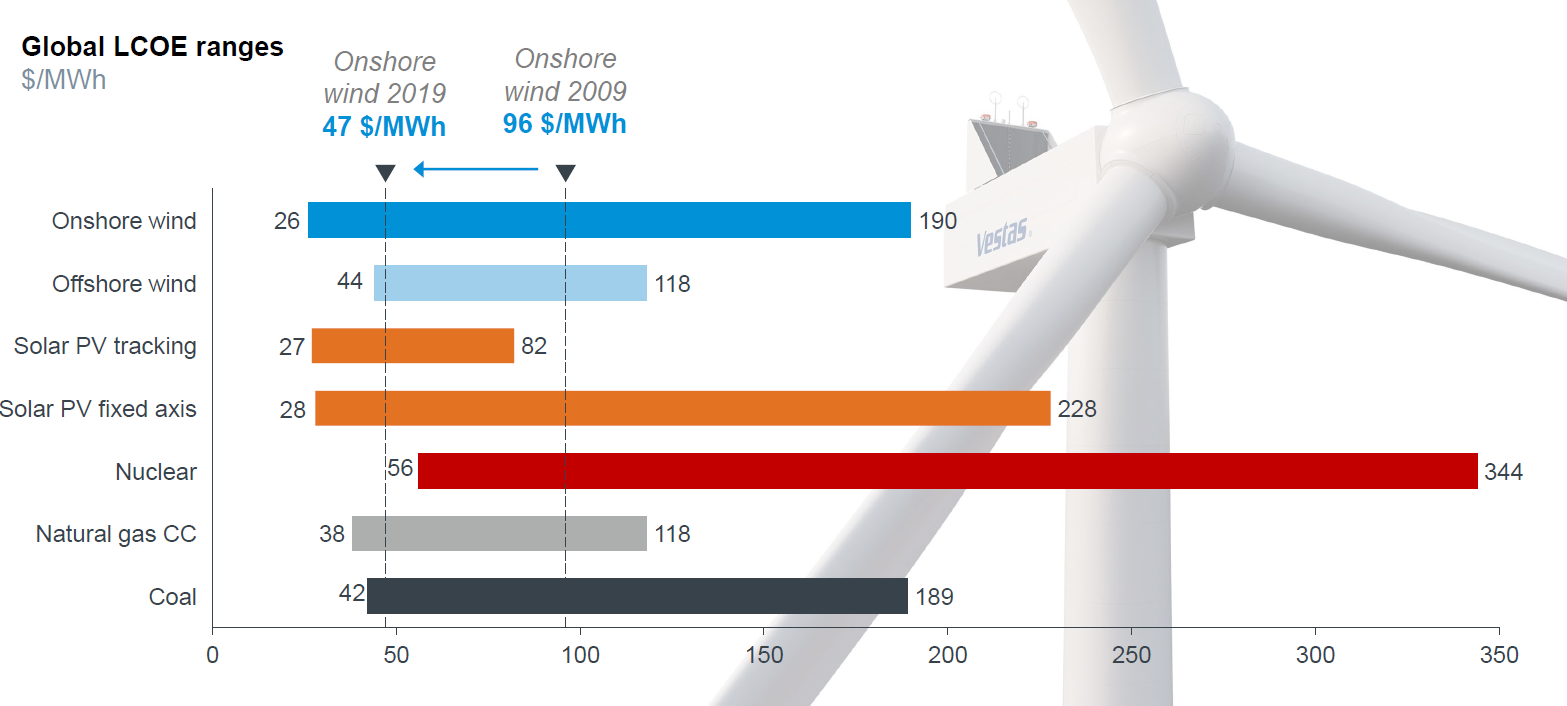 Global LCOE ranges
$/MWh
Onshore
wind 2019
47 $/MWh
Onshore
wind 2009
96 $/MWh
Onshore wind
26
190
Vestas
Offshore wind
44
118
Solar PV tracking
27
82
Solar PV fixed axis
28
228
Nuclear
56
344
Natural gas CC
38
118
Coal
42
189
0
50
100
150
200
250
300
350